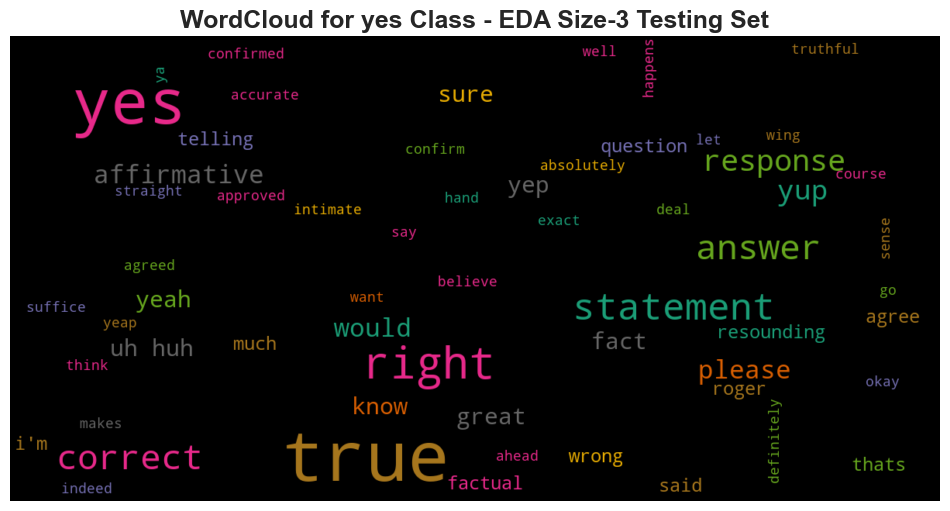 WordCloud for yes Class - EDA Size-3 Testing Set
confirmed
well
happens
truthful
ya
accurate
sure
yes
telling
confirm
question
let
wing
absolutely
response
course
affirmative
straight
approved
hand
yep
yup
intimate
exact
deal
say
sense
answer
agreed
believe
go
suffice
yeah
want
statement
yeap
would
agree
resounding
uh huh
much
fact
think
right
please
roger
okay
know
great
makes
definitely
i'm
correct
true
ahead
wrong
thats
indeed
factual
said